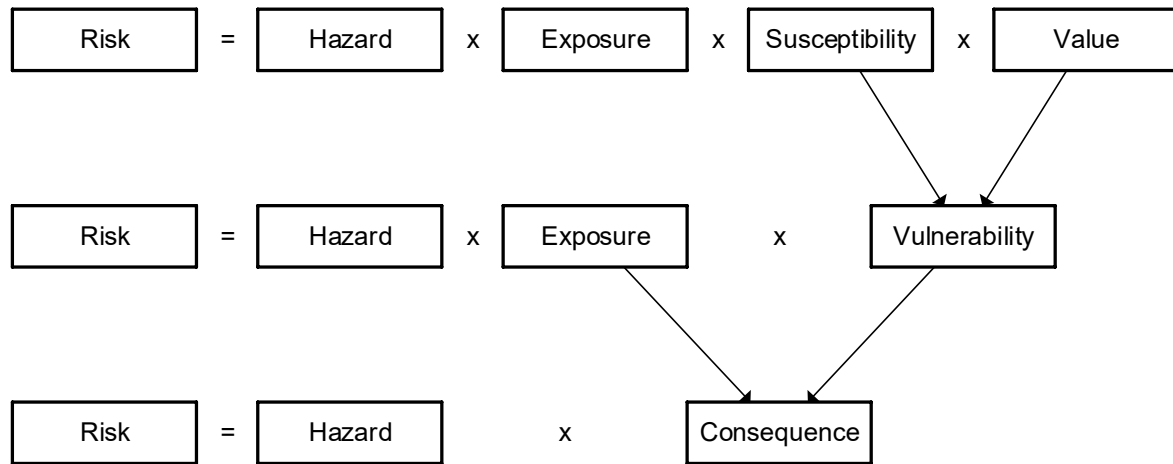 Risk = Hazard x Exposure x Susceptibility x Value
Risk = Hazard x Exposure x Vulnerability
Risk = Hazard x Consequence